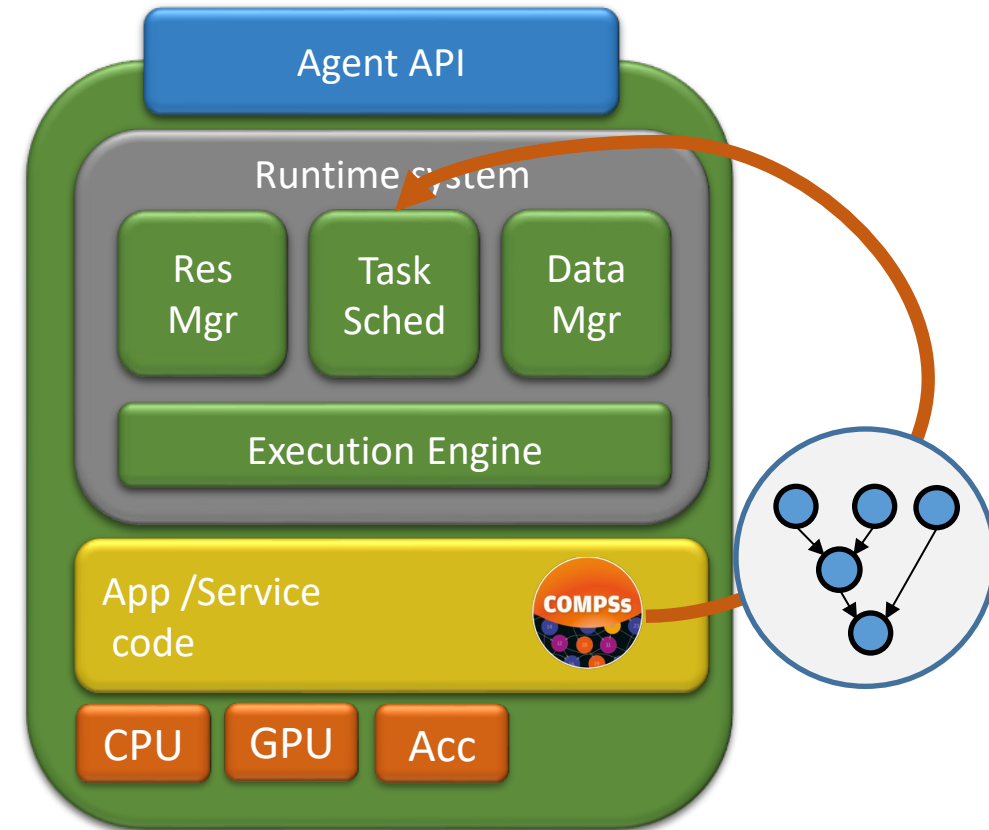 Agent API
Runtime system
Res
Mgr
Task
Sched
Data
Mgr
Execution Engine
App /Service
code
COMPSs
CPU
GPU
Acc